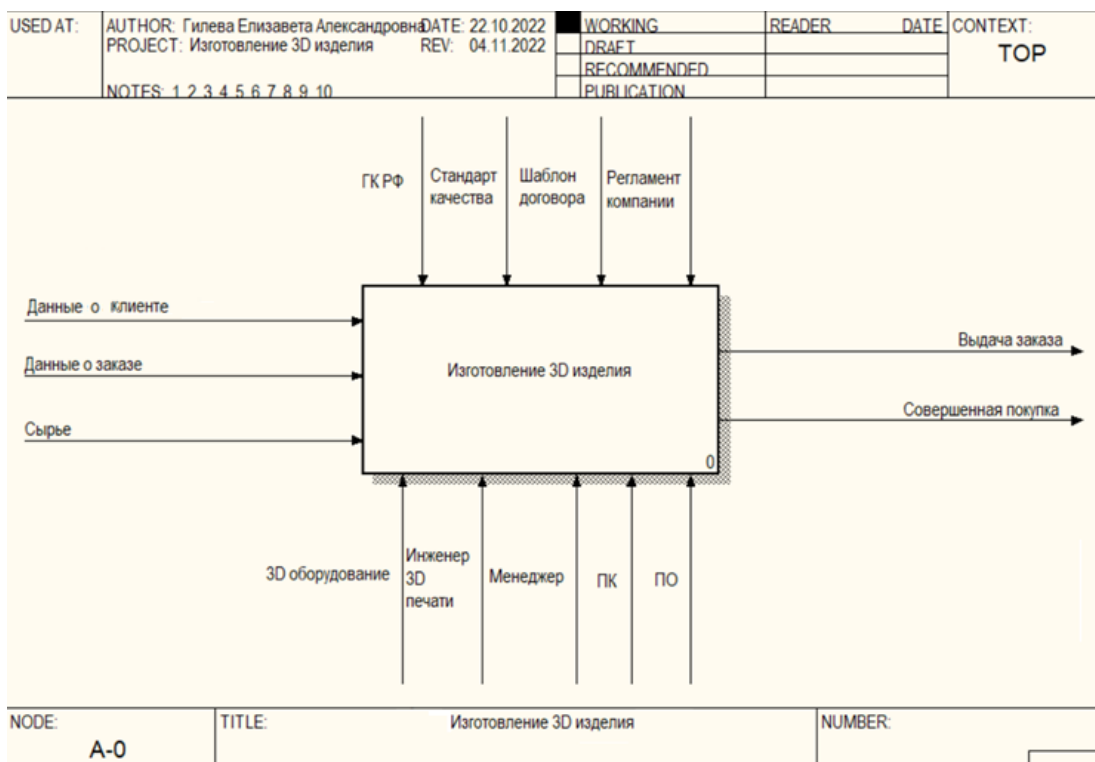 USED AT:
AUTHOR: Гилева Елизавета Александровна
DATE: 22.10.2022
PROJECT: Изготовление 3D изделия
REV: 04.11.2022
NOTES: 1 2 3 4 5 6 7 8 9 10
WORKING
DRAFT
RECOMMENDED
PUBLICATION
READER DATE
CONTEXT:
TOP
ГК РФ
Стандарт
качества
Шаблон
договора
Регламент
компании
Данные о клиенте
Данные о заказе
Сырье
Изготовление 3D изделия
0
Выдача заказа
Совершенная покупка
3D оборудование
Инженер
3D
печати
Менеджер
ПК
ПО
NODE:
A-0
TITLE:
Изготовление 3D изделия
NUMBER: